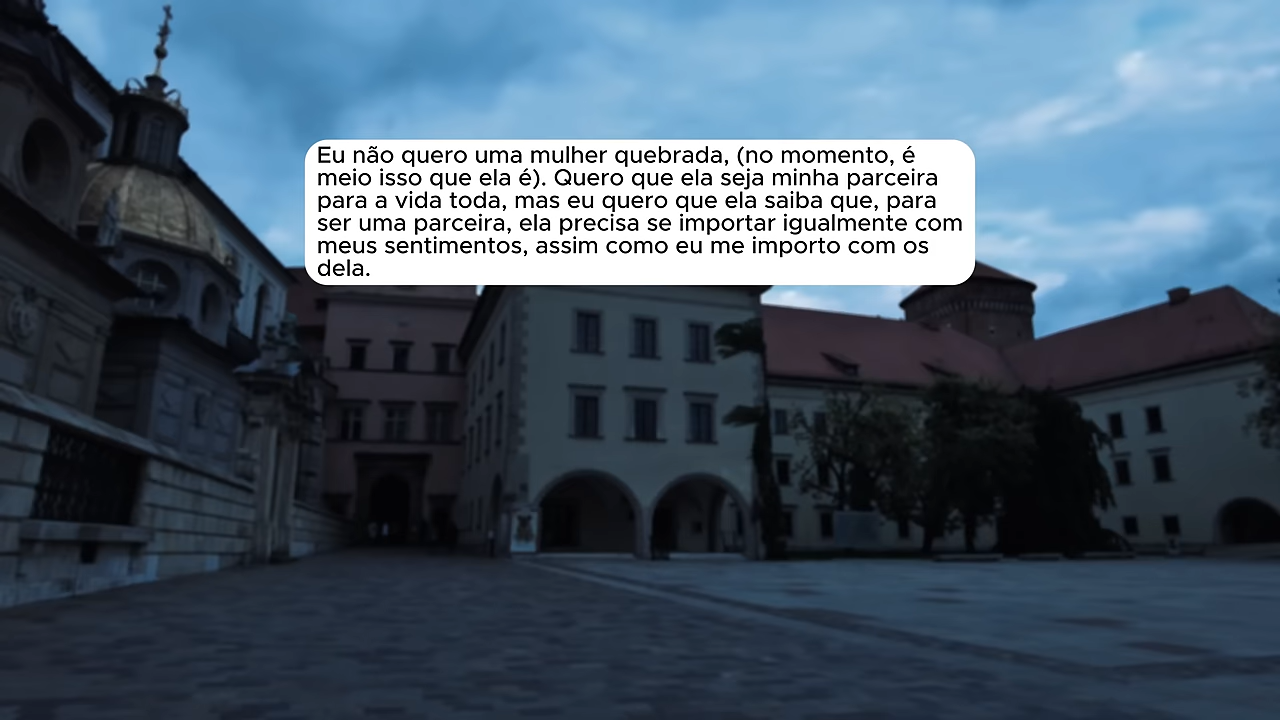 Eu não quero uma mulher quebrada, (no momento, é
meio isso que ela é). Quero que ela seja minha parceira
para a vida toda, mas eu quero que ela saiba que, para
ser uma parceira, ela precisa se importar igualmente com
meus sentimentos, assim como eu me importo com os
dela.